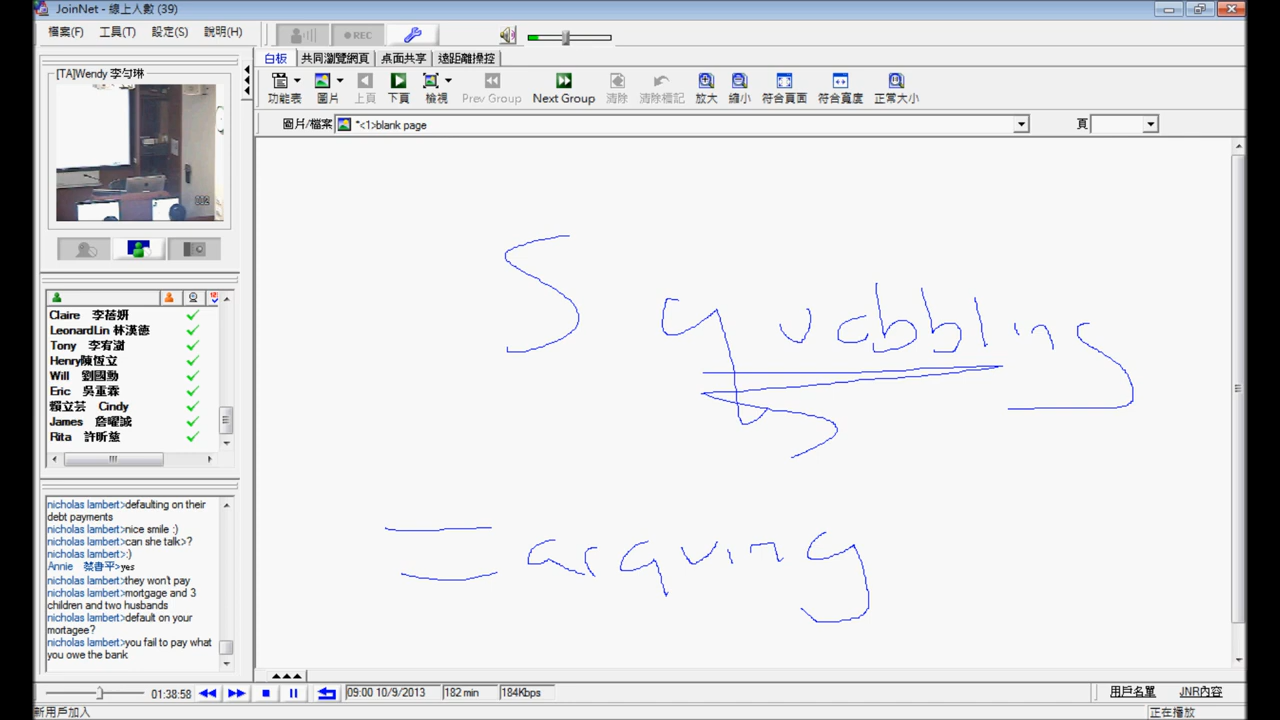 JoinNet - 線上人數 (39)
檔案(F) 工具(T) 設定(S) 說明(H)
REC
白板 共同瀏覽網頁 桌面共享 遠距離操控
功能表 圖片 上頁 下頁 檢視 Prev Group Next Group 清除 清除標記 放大 縮小 符合頁面 符合寬度 正常大小
圖片/檔案 *<1>blank page 頁
[TA]Wendy 李勻琳
Claire 李蓓妍
LeonardLin 林漢德
Tony 李宥澍
Henry陳恆立
Will 劉國勳
Eric 吳重霖
賴立芸 Cindy
James 詹曜誠
Rita 許昕慈
nicholas lambert>defaulting on their
debt payments
nicholas lambert>nice smile :)
nicholas lambert>can she talk>?
nicholas lambert>:)
Annie 蔡香平>yes
nicholas lambert>they won't pay
nicholas lambert>mortgage and 3
children and two husbands
nicholas lambert>default on your
mortagee?
nicholas lambert>you fail to pay what
you owe the bank
Squabbling
= arguing
01:38:58 09:00 10/9/2013 182 min 184Kbps 用戶名單 JNR內容
新用戶加入 正在播放